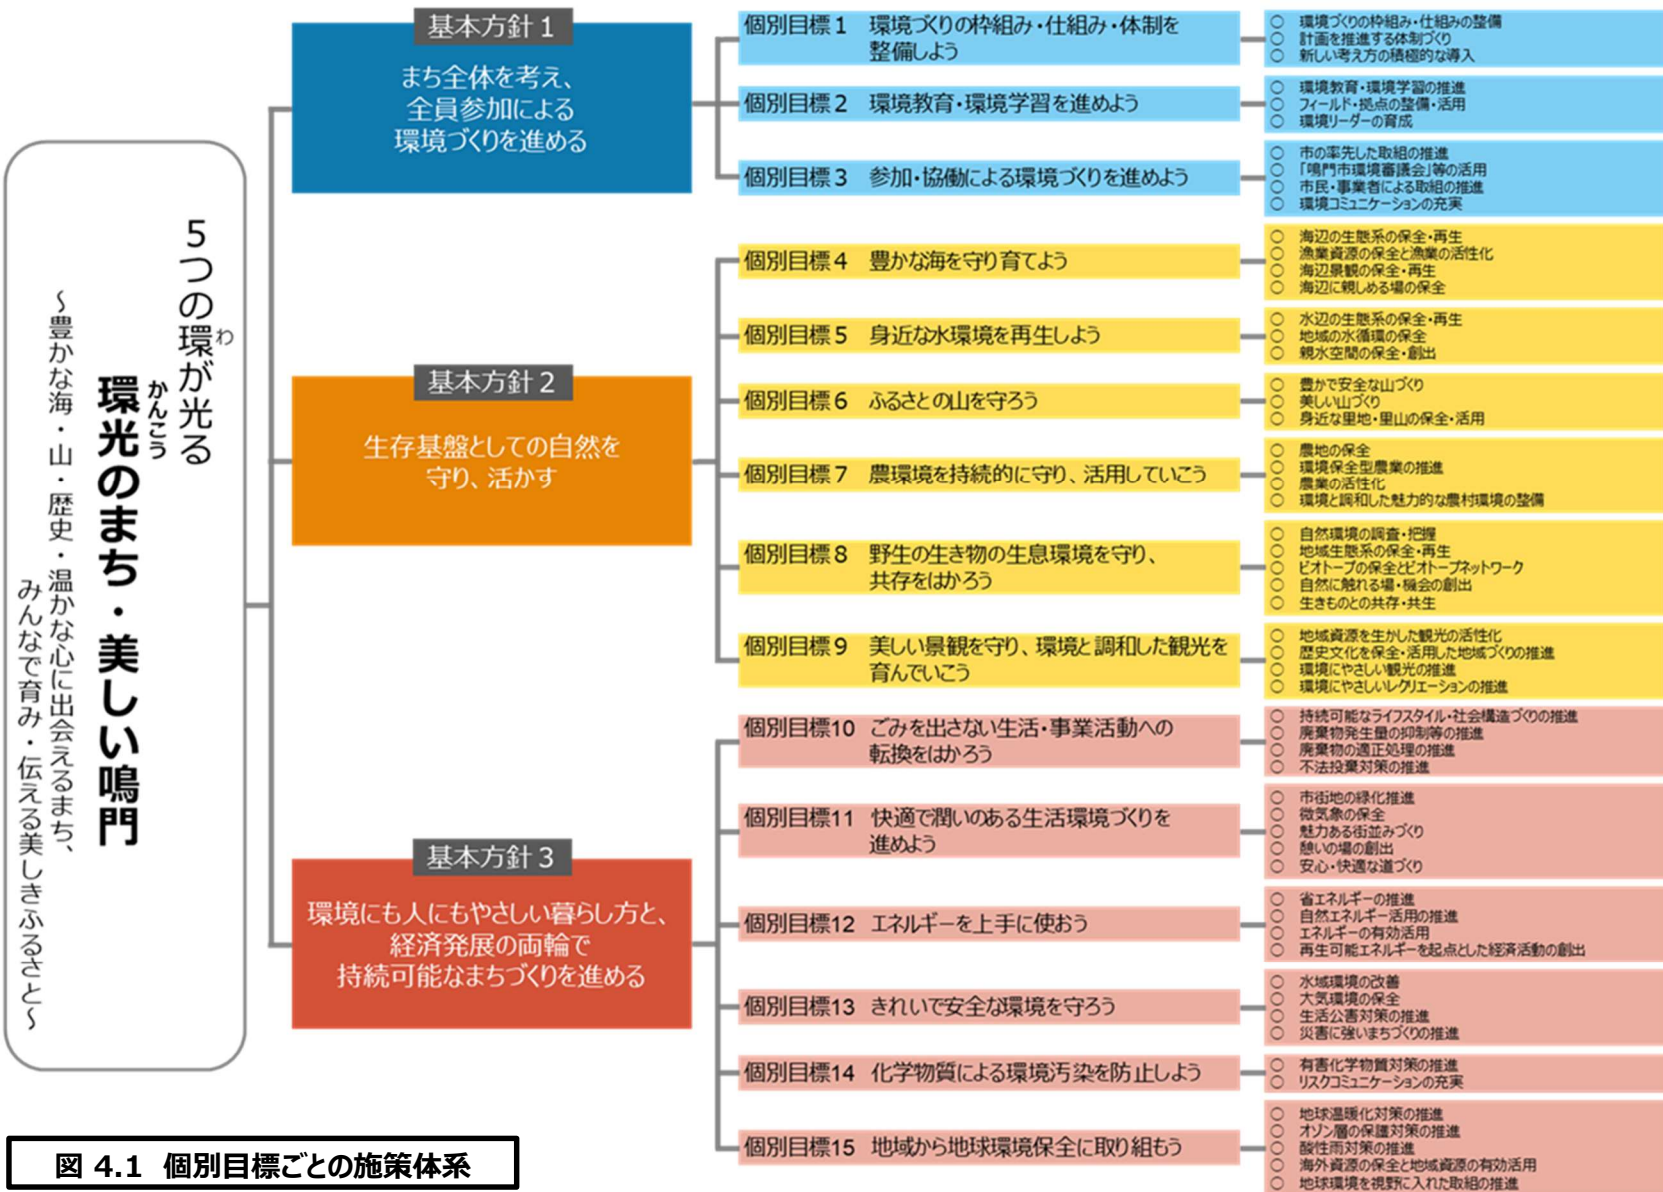 5つの環が光る
わ
環光のまち・美しい鳴門
かんこう
～豊かな海・山・歴史・温かな心に出会えるまち、
みんなで育み・伝える美しきふるさと～
基本方針1
まち全体を考え、
全員参加による
環境づくりを進める
個別目標1 環境づくりの枠組み・仕組み・体制を
整備しよう
○ 環境づくりの枠組み・仕組みの整備
○ 計画を推進する体制づくり
○ 新しい考え方の積極的な導入
個別目標2 環境教育・環境学習を進めよう
○ 環境教育・環境学習の推進
○ フィールド・拠点の整備・活用
○ 環境リーダーの育成
個別目標3 参加・協働による環境づくりを進めよう
○ 市の率先した取組の推進
○ 「鳴門市環境審議会」等の活用
○ 市民・事業者による取組の推進
○ 環境コミュニケーションの充実
基本方針2
生存基盤としての自然を
守り、活かす
個別目標4 豊かな海を守り育てよう
○ 海辺の生態系の保全・再生
○ 漁業資源の保全と漁業の活性化
○ 海辺景観の保全・再生
○ 海辺に親しめる場の保全
個別目標5 身近な水環境を再生しよう
○ 水辺の生態系の保全・再生
○ 地域の水循環の保全
○ 親水空間の保全・創出
個別目標6 ふるさとの山を守ろう
○ 豊かで安全な山づくり
○ 美しい山づくり
○ 身近な里地・里山の保全・活用
個別目標7 農環境を持続的に守り、活用していこう
○ 農地の保全
○ 環境保全型農業の推進
○ 農業の活性化
○ 環境と調和した魅力的な農村環境の整備
個別目標8 野生の生き物の生息環境を守り、
共存をはかろう
○ 自然環境の調査・把握
○ 地域生態系の保全・再生
○ ビオトープの保全とビオトープネットワーク
○ 自然に触れる場・機会の創出
○ 生きものとの共存・共生
個別目標9 美しい景観を守り、環境と調和した観光を
育んでいこう
○ 地域資源を生かした観光の活性化
○ 歴史文化を保全・活用した地域づくりの推進
○ 環境にやさしい観光の推進
○ 環境にやさしいレクリエーションの推進
基本方針3
環境にも人にもやさしい暮らし方と、
経済発展の両輪で
持続可能なまちづくりを進める
個別目標10 ごみを出さない生活・事業活動への
転換をはかろう
○ 持続可能なライフスタイル・社会構造づくりの推進
○ 廃棄物発生量の抑制等の推進
○ 廃棄物の適正処理の推進
○ 不法投棄対策の推進
個別目標11 快適で潤いのある生活環境づくりを
進めよう
○ 市街地の緑化推進
○ 微気象の保全
○ 魅力ある街並みづくり
○ 憩いの場の創出
○ 安心・快適な道づくり
個別目標12 エネルギーを上手に使おう
○ 省エネルギーの推進
○ 自然エネルギー活用の推進
○ エネルギーの有効活用
○ 再生可能エネルギーを起点とした経済活動の創出
個別目標13 きれいで安全な環境を守ろう
○ 水域環境の改善
○ 大気環境の保全
○ 生活公害対策の推進
○ 災害に強いまちづくりの推進
個別目標14 化学物質による環境汚染を防止しよう
○ 有害化学物質対策の推進
○ リスクコミュニケーションの充実
個別目標15 地域から地球環境保全に取り組もう
○ 地球温暖化対策の推進
○ オゾン層の保護対策の推進
○ 酸性雨対策の推進
○ 海外資源の保全と地域資源の有効活用
○ 地球環境を視野に入れた取組の推進
図 4.1 個別目標ごとの施策体系